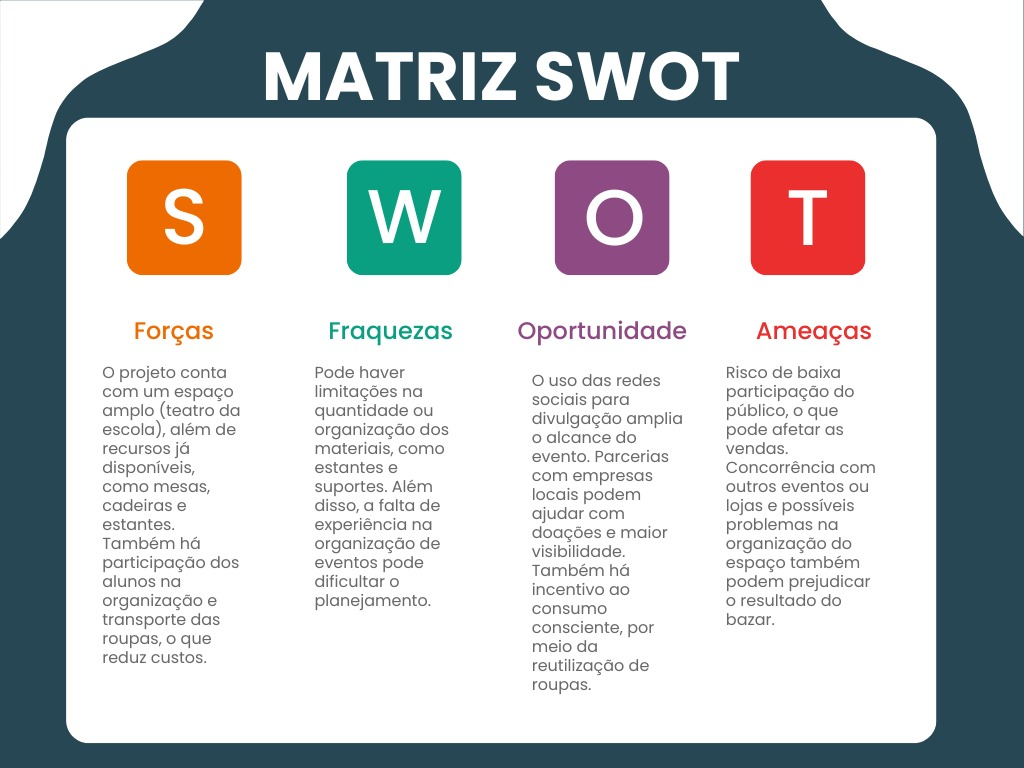 MATRIZ SWOT
S
W
O
T
Forças
O projeto conta
com um espaço
amplo (teatro da
escola), além de
recursos já
disponíveis,
como mesas,
cadeiras e
estantes.
Também há
participação dos
alunos na
organização e
transporte das
roupas, o que
reduz custos.
Fraquezas
Pode haver
limitações na
quantidade ou
organização dos
materiais, como
estantes e
suportes. Além
disso, a falta de
experiência na
organização de
eventos pode
dificultar o
planejamento.
Oportunidade
O uso das redes
sociais para
divulgação amplia
o alcance do
evento. Parcerias
com empresas
locais podem
ajudar com
doações e maior
visibilidade.
Também há
incentivo ao
consumo
consciente, por
meio da
reutilização de
roupas.
Ameaças
Risco de baixa
participação do
público, o que
pode afetar as
vendas.
Concorrência com
outros eventos ou
lojas e possíveis
problemas na
organização do
espaço também
podem prejudicar
o resultado do
bazar.